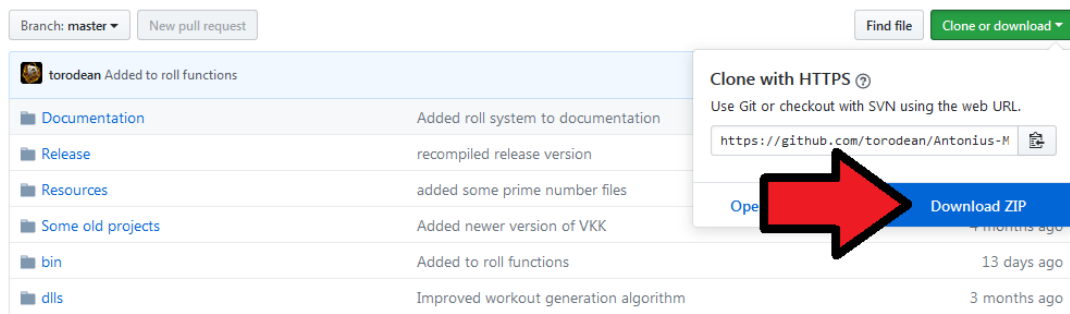 Branch: master
New pull request
Find file
Clone or download
torodean Added to roll functions
Clone with HTTPS
Use Git or checkout with SVN using the web URL.
https://github.com/torodean/Antonius-M
Download ZIP
Documentation Added roll system to documentation
Release recompiled release version
Resources added some prime number files
Some old projects Added newer version of VKK 4 months ago
bin Added to roll functions 13 days ago
dlls Improved workout generation algorithm 3 months ago